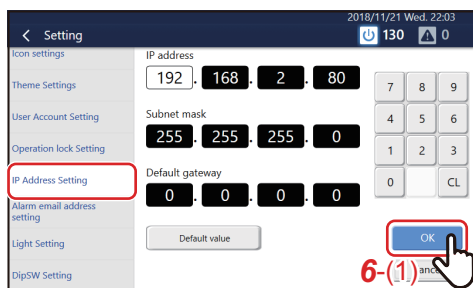 2018/11/21 Wed. 22:03
Setting
130
0
Icon settings
Theme Settings
User Account Setting
Operation lock Setting
IP Address Setting
Alarm email address
setting
Light Setting
DipSW Setting
IP address
192 . 168 . 2 . 80
Subnet mask
255 . 255 . 255 . 0
Default gateway
0 . 0 . 0 . 0
Default value
7 8 9
4 5 6
1 2 3
0 CL
OK
6-(1)